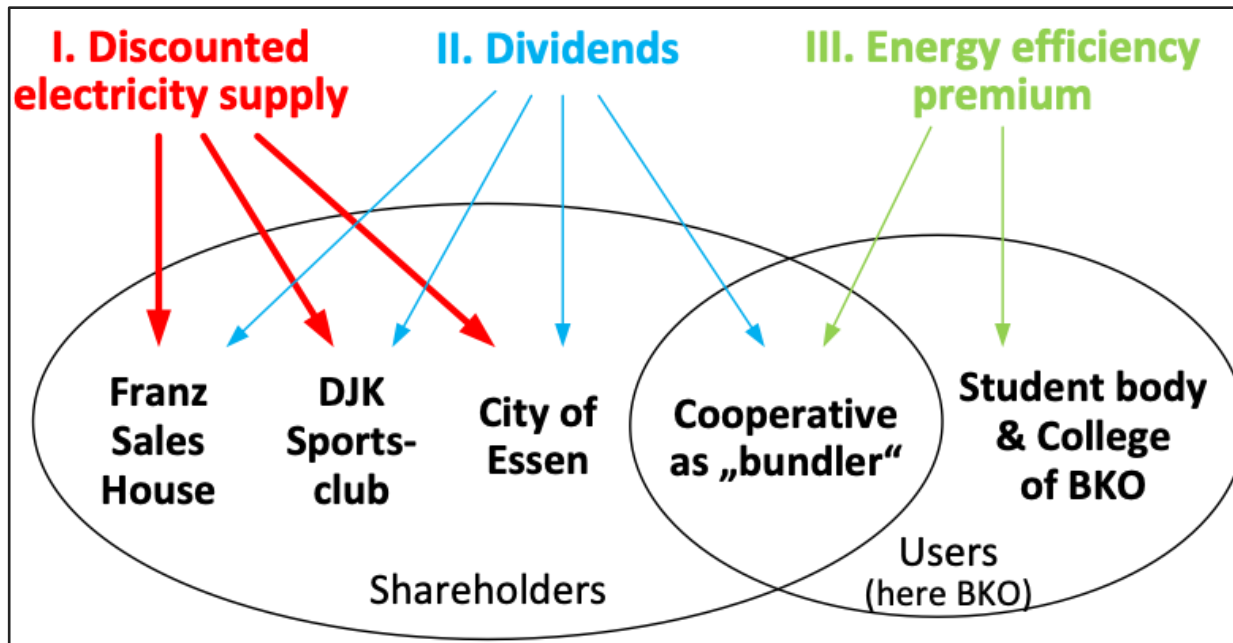 I. Discounted
electricity supply
II. Dividends
III. Energy efficiency
premium
Franz
Sales
House
DJK
Sports-
club
City of
Essen
Cooperative
as „bundler“
Student body
& College
of BKO
Shareholders
Users
(here BKO)